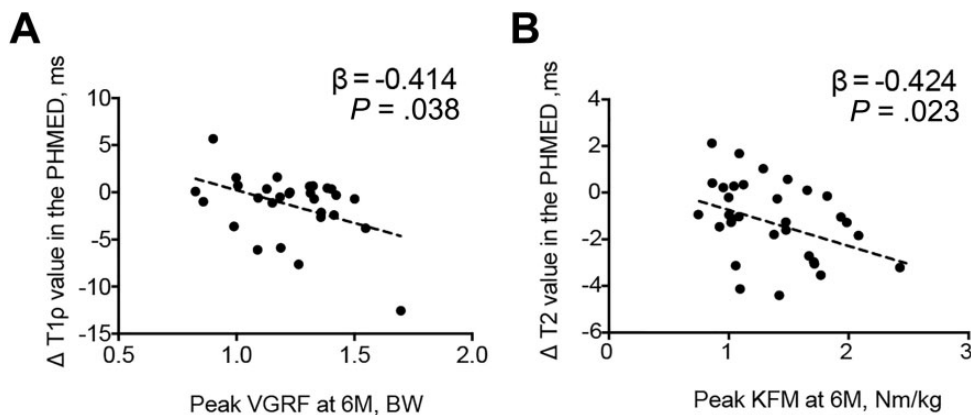 A
β = -0.414
P = .038
Δ T1ρ value in the PHMED, ms
10
5
0
-5
-10
-15
0.5
1.0
1.5
2.0
Peak VGRF at 6M, BW
B
β = -0.424
P = .023
Δ T2 value in the PHMED ,ms
4
2
0
-2
-4
-6
0
1
2
3
Peak KFM at 6M, Nm/kg